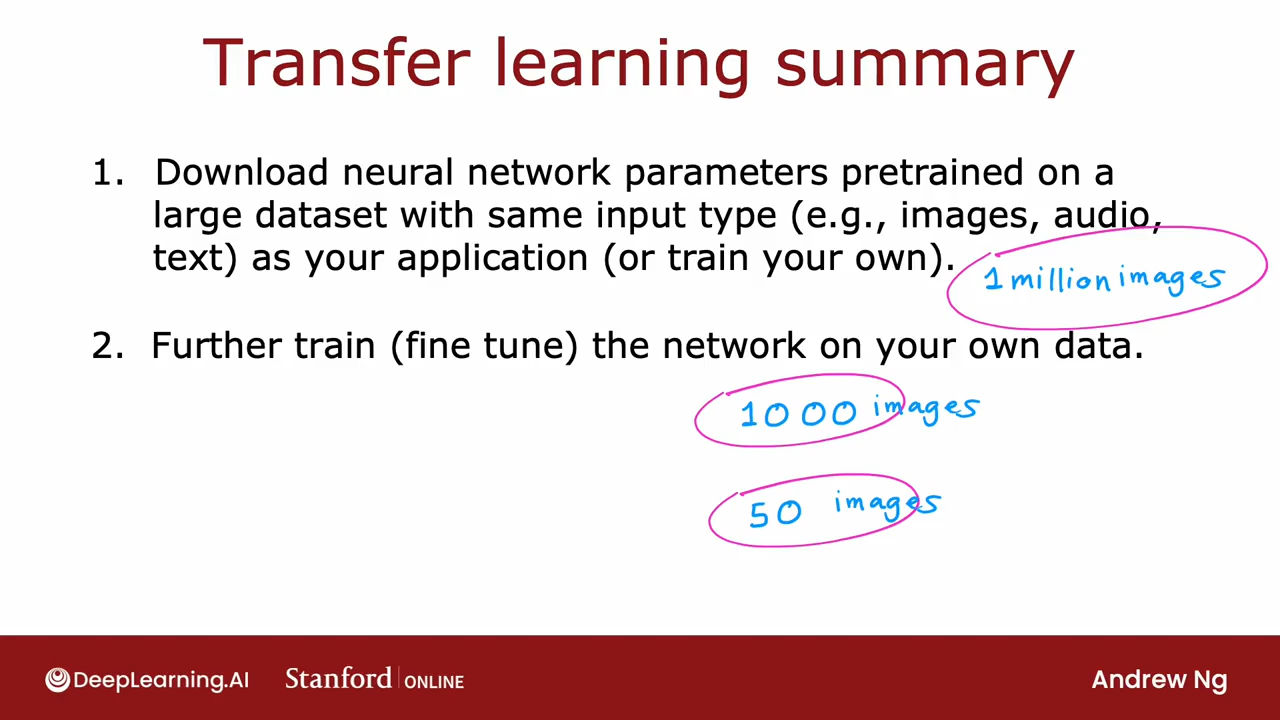 Transfer learning summary
1. Download neural network parameters pretrained on a
large dataset with same input type (e.g., images, audio,
text) as your application (or train your own).
1 million images
2. Further train (fine tune) the network on your own data.
1000 images
50 images
DeepLearning.AI Stanford ONLINE Andrew Ng